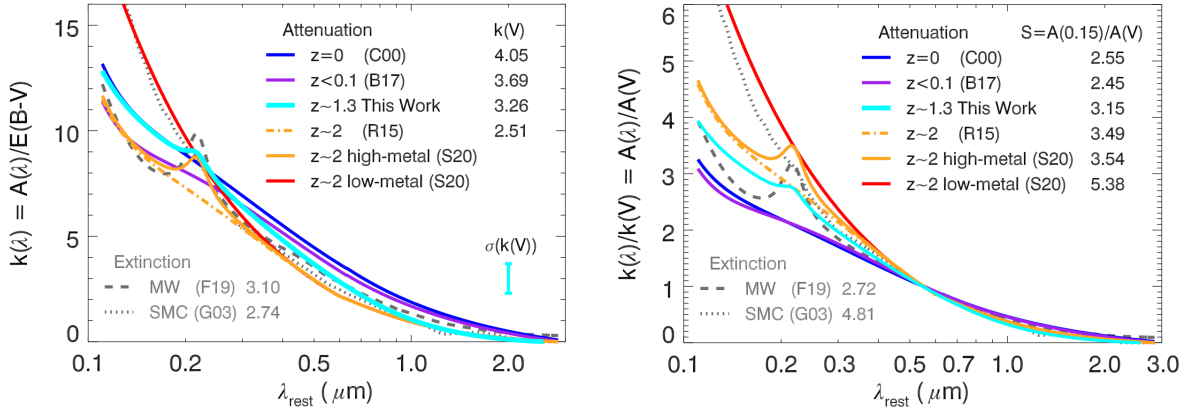 Attenuation k(V)
z=0 (C00) 4.05
z<0.1 (B17) 3.69
z~1.3 This Work 3.26
z~2 (R15) 2.51
z~2 high-metal (S20)
z~2 low-metal (S20)
σ(k(V))
Extinction
MW (F19) 3.10
SMC (G03) 2.74
k(λ) = A(λ)/E(B-V)
15
10
5
0
0.1 0.2 0.5 1.0 2.0 3.0
λrest ( μm)
Attenuation S=A(0.15)/A(V)
z=0 (C00) 2.55
z<0.1 (B17) 2.45
z~1.3 This Work 3.15
z~2 (R15) 3.49
z~2 high-metal (S20) 3.54
z~2 low-metal (S20) 5.38
Extinction
MW (F19) 2.72
SMC (G03) 4.81
k(λ)/k(V) = A(λ)/A(V)
6
5
4
3
2
1
0
0.1 0.2 0.3 0.5 0.7 1.0 2.0 3.0
λrest ( μm)